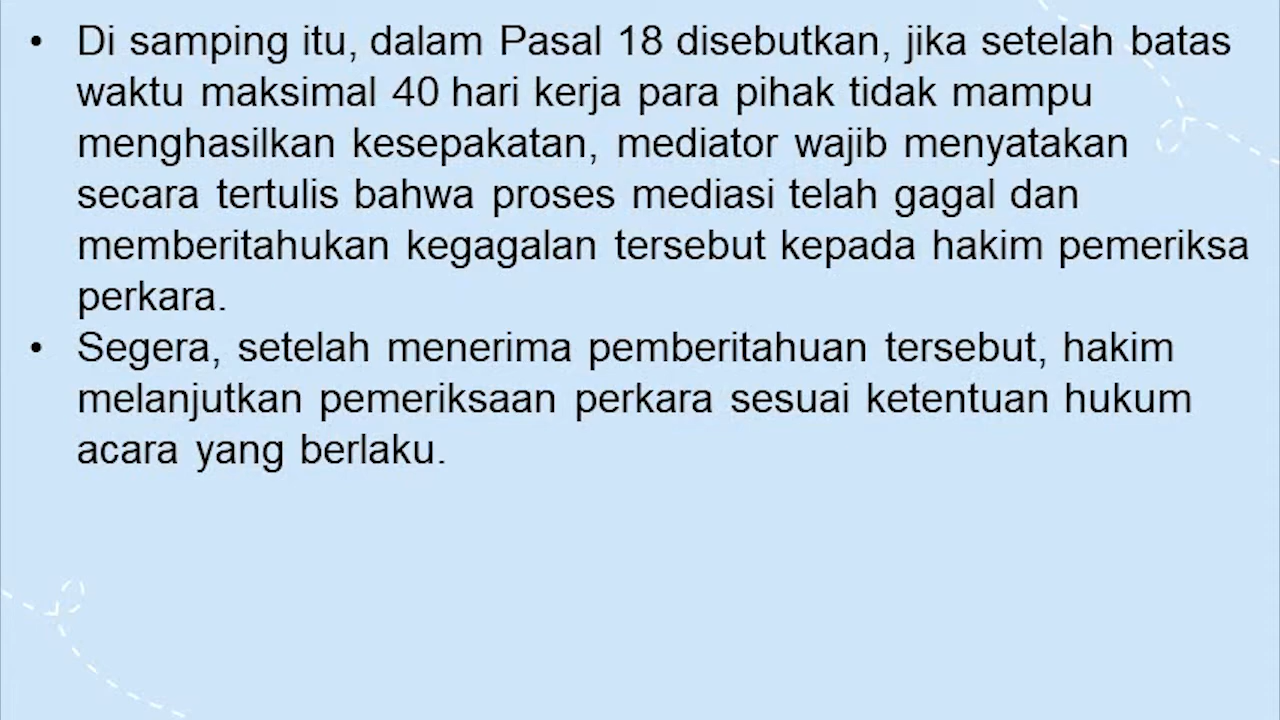 • Di samping itu, dalam Pasal 18 disebutkan, jika setelah batas
waktu maksimal 40 hari kerja para pihak tidak mampu
menghasilkan kesepakatan, mediator wajib menyatakan
secara tertulis bahwa proses mediasi telah gagal dan
memberitahukan kegagalan tersebut kepada hakim pemeriksa
perkara.
• Segera, setelah menerima pemberitahuan tersebut, hakim
melanjutkan pemeriksaan perkara sesuai ketentuan hukum
acara yang berlaku.